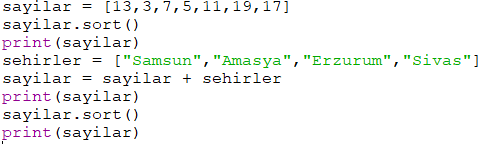 sayilar = [13,3,7,5,11,19,17]
sayilar.sort()
print(sayilar)
sehirler = ["Samsun","Amasya","Erzurum","Sivas"]
sayilar = sayilar + sehirler
print(sayilar)
sayilar.sort()
print(sayilar)